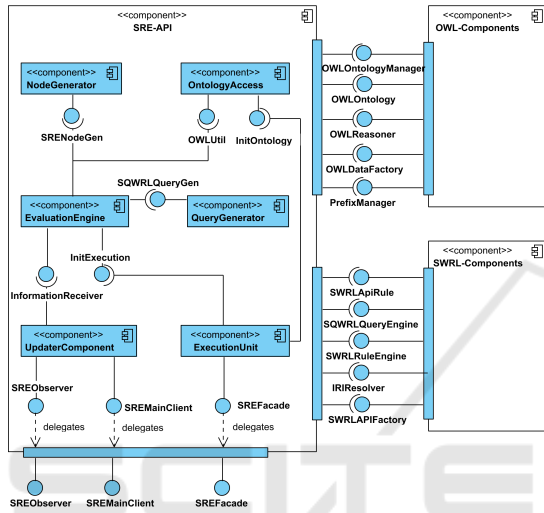 <<component>>
SRE-API
<<component>>
OWL-Components
<<component>>
NodeGenerator
<<component>>
OntologyAccess
OWLOntologyManager
OWLOntology
OWLReasoner
OWLDataFactory
PrefixManager
SRENodeGen
OWLUtil
InitOntology
SQWRLQueryGen
<<component>>
EvaluationEngine
<<component>>
QueryGenerator
InitExecution
InformationReceiver
<<component>>
SWRL-Components
SWRLApiRule
SQWRLQueryEngine
SWRLRuleEngine
IRIResolver
SWRLAPIFactory
<<component>>
UpdaterComponent
<<component>>
ExecutionUnit
SREObserver
SREMainClient
SREFacade
delegates
delegates
delegates
SREObserver
SREMainClient
SREFacade
SCITE